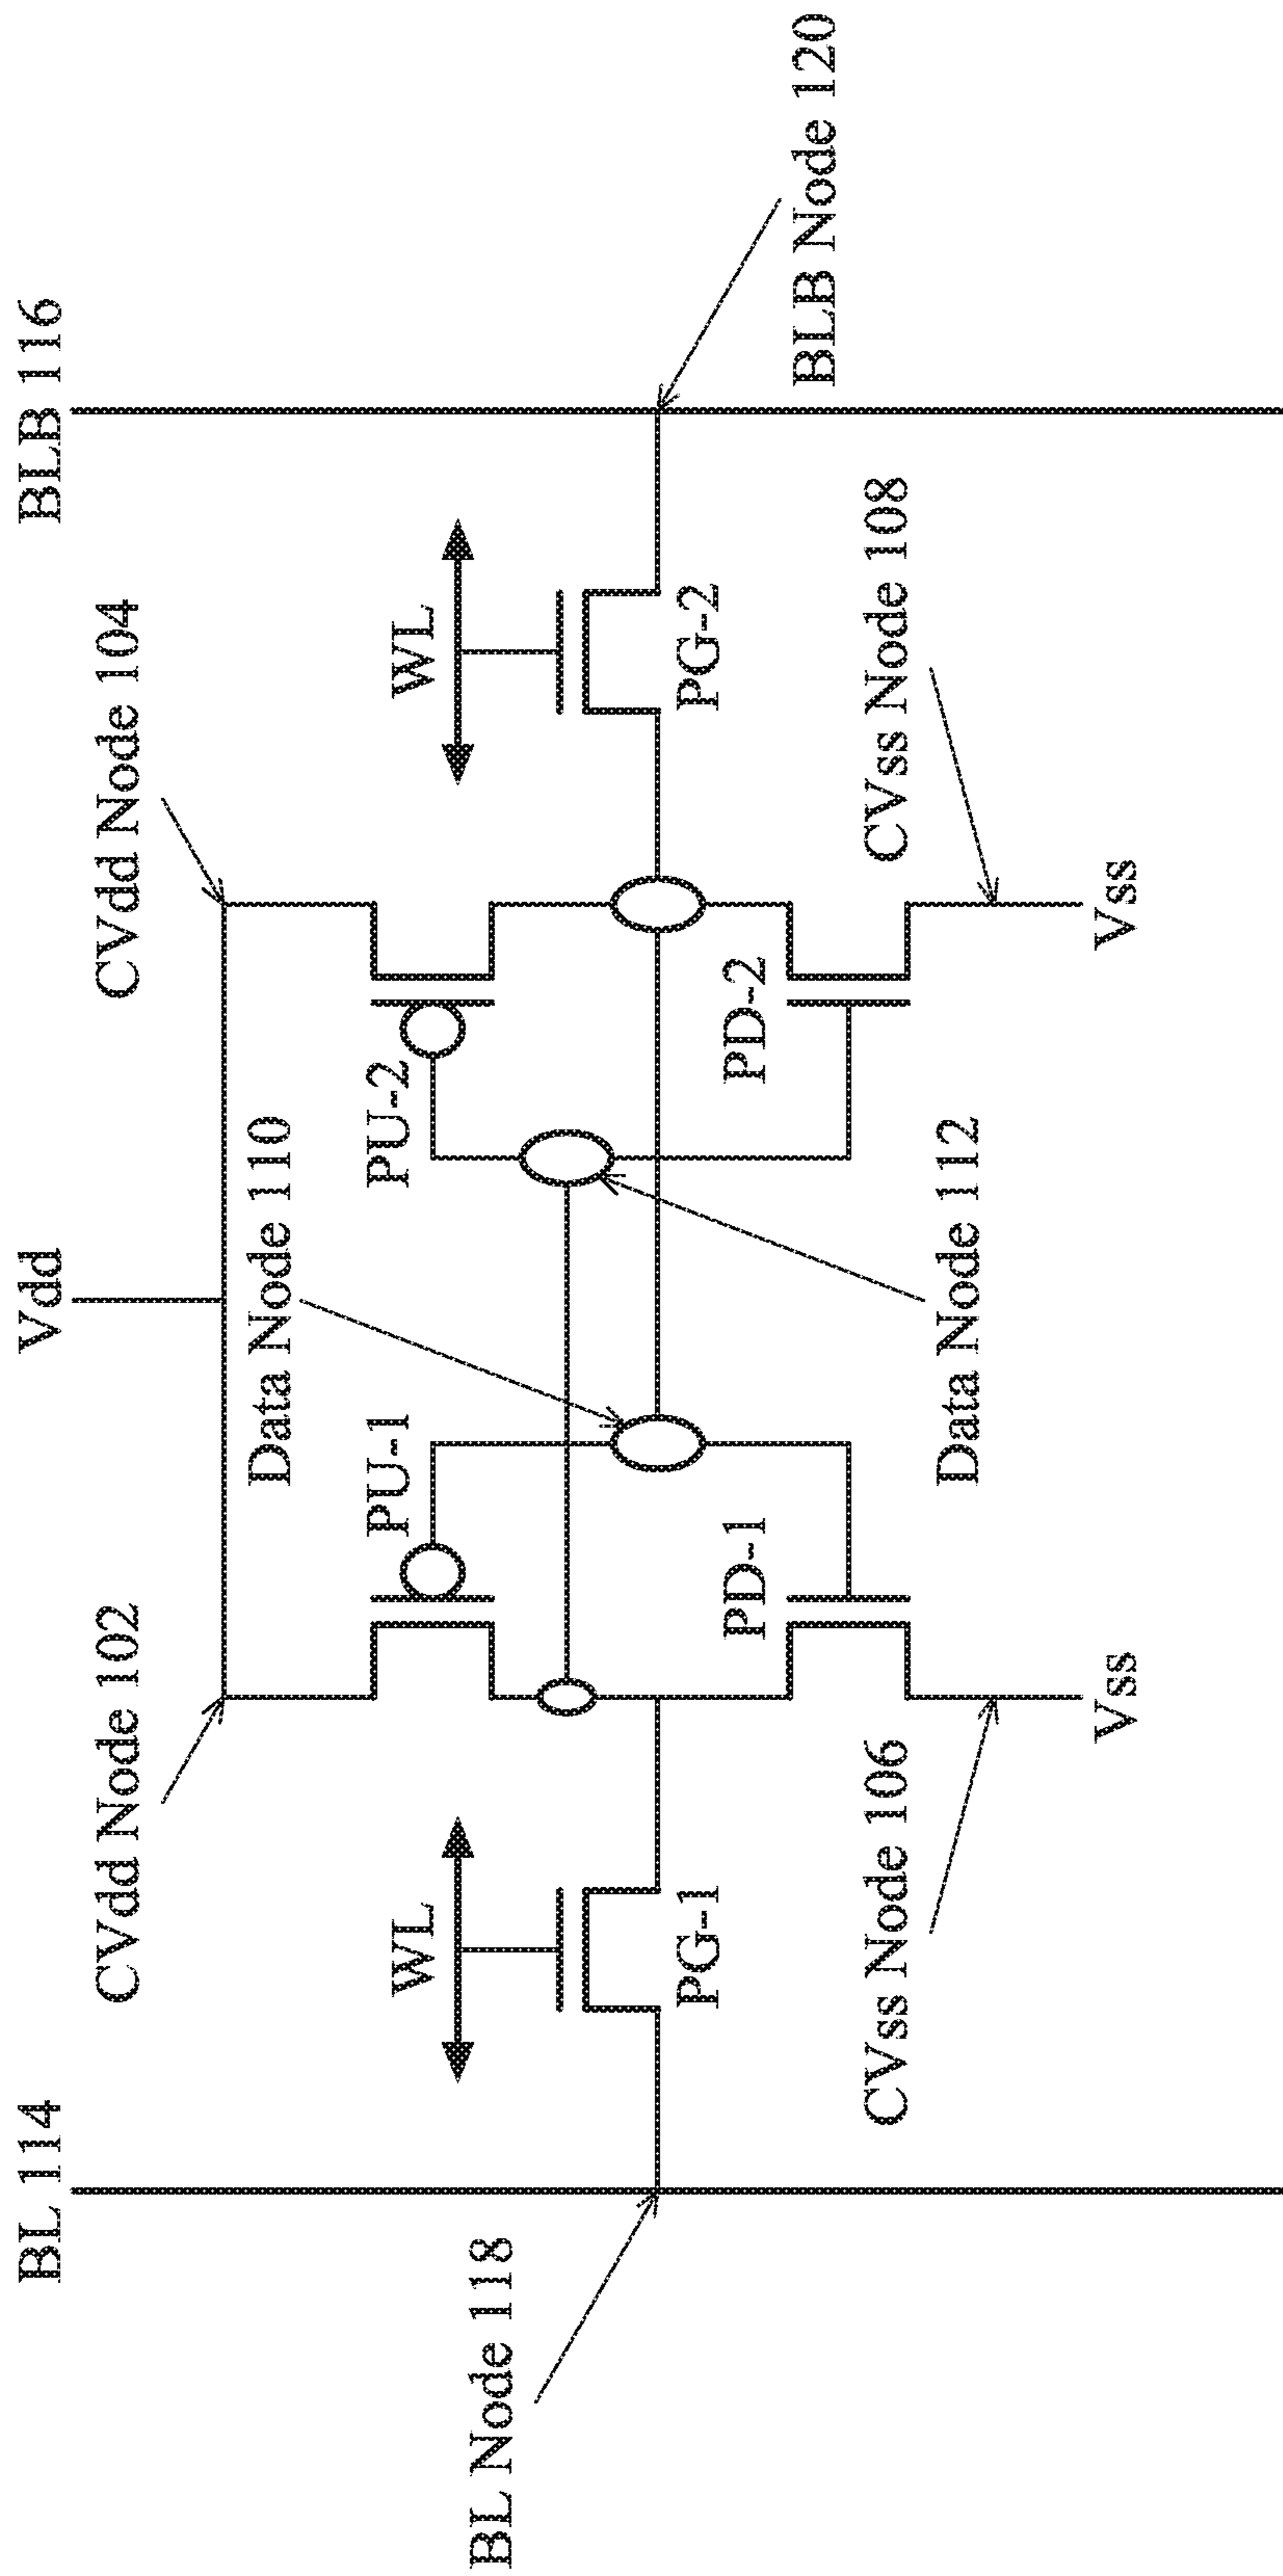 BL 114
Vdd
BLB 116
CVdd Node 102
CVdd Node 104
Data Node 110
PU-1
PU-2
WL
WL
BL Node 118
PG-1
PG-2
PD-1
PD-2
BLB Node 120
CVss Node 106
CVss Node 108
Data Node 112
Vss
Vss